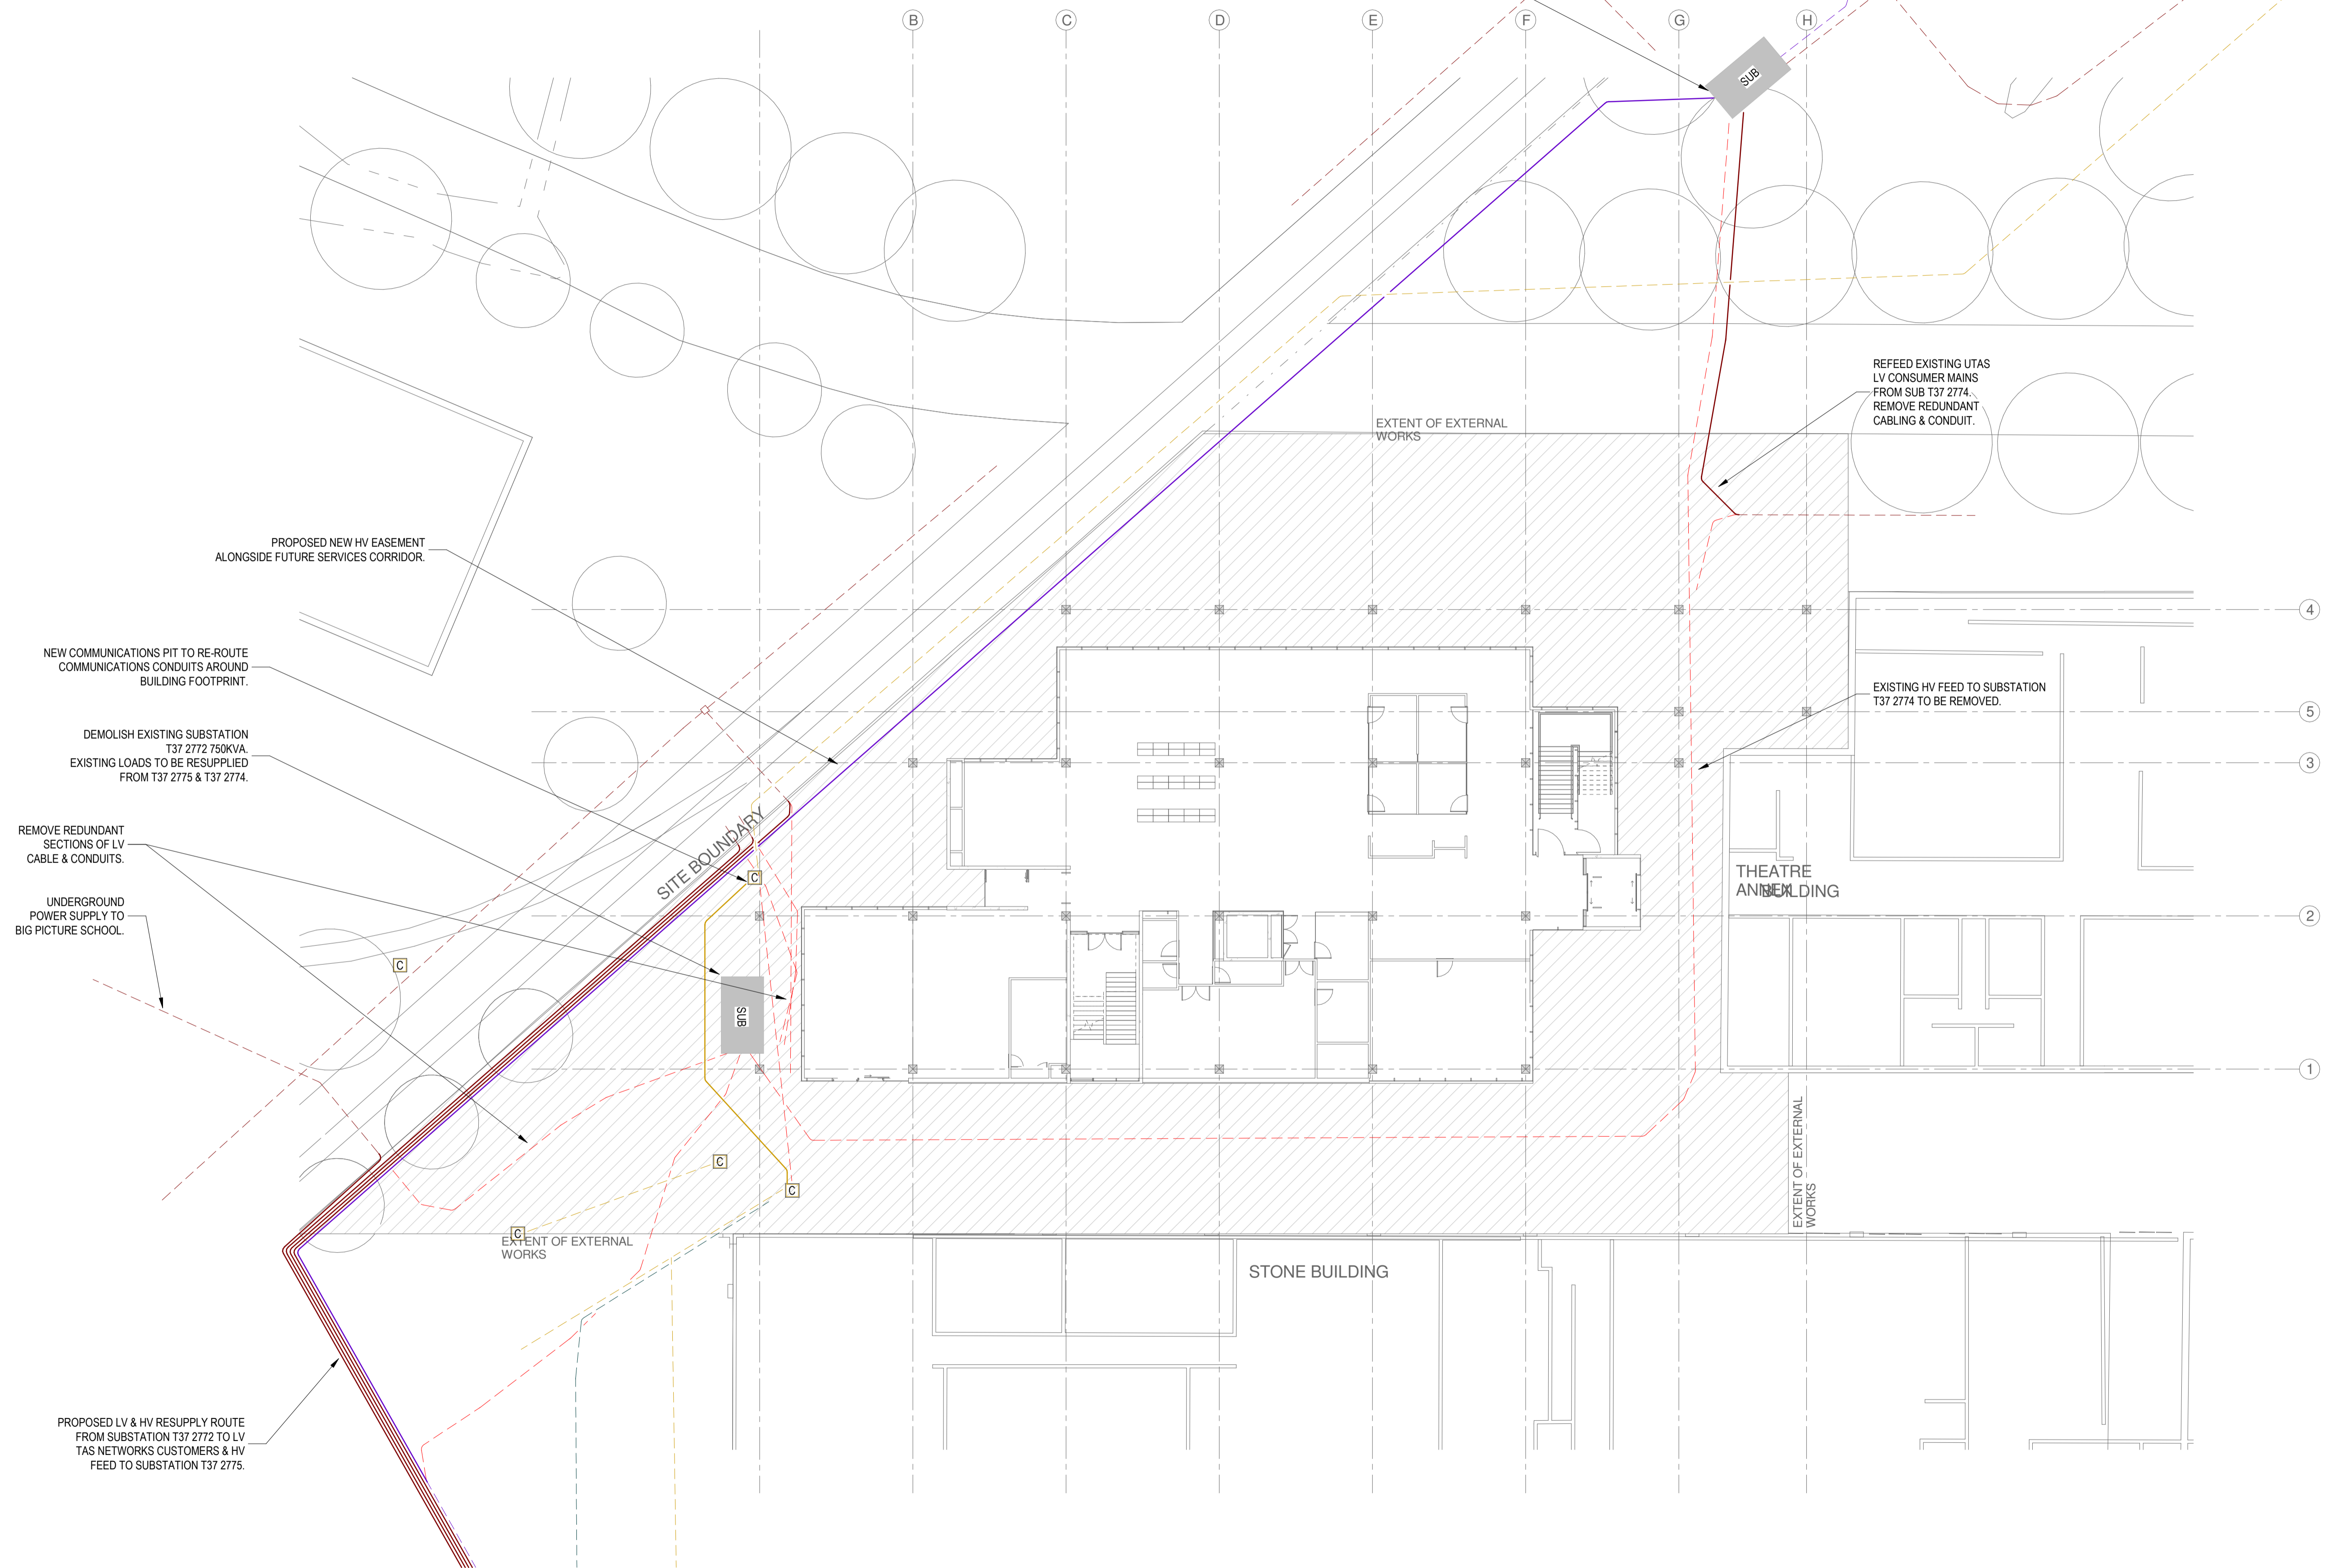 B
C
D
E
F
G
H
SUB
REFEED EXISTING UTAS
LV CONSUMER MAINS
FROM SUB T37 2774.
REMOVE REDUNDANT
CABLING & CONDUIT.
EXTENT OF EXTERNAL
WORKS
PROPOSED NEW HV EASEMENT
ALONGSIDE FUTURE SERVICES CORRIDOR.
4
NEW COMMUNICATIONS PIT TO RE-ROUTE
COMMUNICATIONS CONDUITS AROUND
BUILDING FOOTPRINT.
EXISTING HV FEED TO SUBSTATION
T37 2774 TO BE REMOVED.
5
DEMOLISH EXISTING SUBSTATION
T37 2772 750KVA.
EXISTING LOADS TO BE RESUPPLIED
FROM T37 2775 & T37 2774.
3
SITE BOUNDARY
REMOVE REDUNDANT
SECTIONS OF LV
CABLE & CONDUITS.
C
THEATRE
ANNEX
BUILDING
UNDERGROUND
POWER SUPPLY TO
BIG PICTURE SCHOOL.
2
C
SUB
1
EXTENT OF EXTERNAL
WORKS
C
C
C
EXTENT OF EXTERNAL
WORKS
STONE BUILDING
PROPOSED LV & HV RESUPPLY ROUTE
FROM SUBSTATION T37 2772 TO LV
TAS NETWORKS CUSTOMERS & HV
FEED TO SUBSTATION T37 2775.